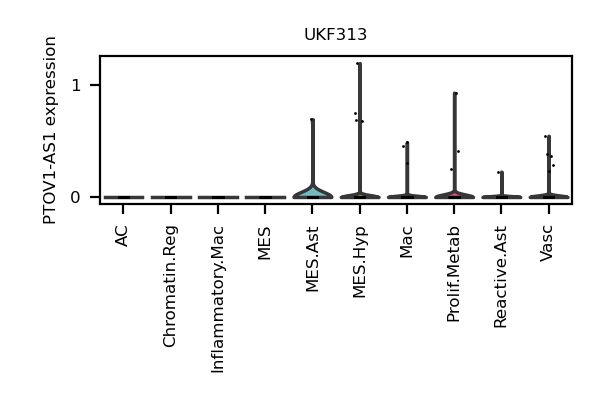 UKF313
PTOV1-AS1 expression
1
0
AC
Chromatin.Reg
Inflammatory.Mac
MES
MES.Ast
MES.Hyp
Mac
Prolif.Metab
Reactive.Ast
Vasc